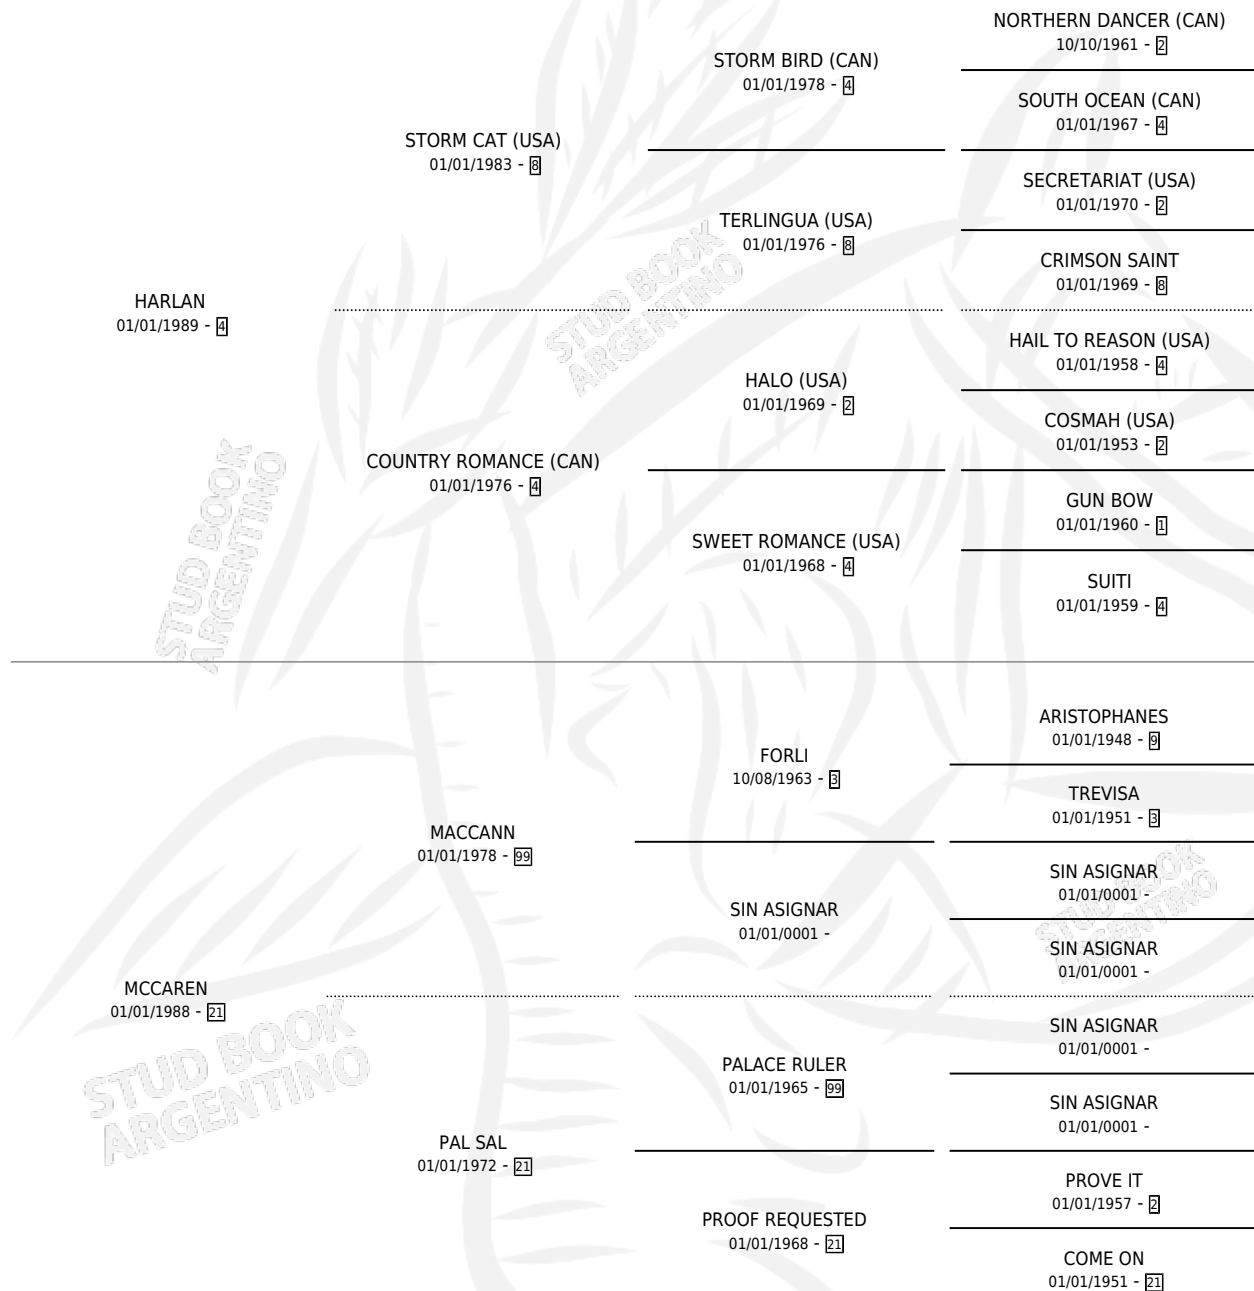 NORTHERN DANCER (CAN)
10/10/1961 - 2
STORM BIRD (CAN)
01/01/1978 - 4
SOUTH OCEAN (CAN)
01/01/1967 - 4
STORM CAT (USA)
01/01/1983 - 8
SECRETARIAT (USA)
01/01/1970 - 2
TERLINGUA (USA)
01/01/1976 - 8
CRIMSON SAINT
01/01/1969 - 8
HARLAN
01/01/1989 - 4
HAIL TO REASON (USA)
01/01/1958 - 4
HALO (USA)
01/01/1969 - 2
COSMAH (USA)
01/01/1953 - 2
COUNTRY ROMANCE (CAN)
01/01/1976 - 4
GUN BOW
01/01/1960 - 1
SWEET ROMANCE (USA)
01/01/1968 - 4
SUITI
01/01/1959 - 4
STUD BOOK
ARGENTINO
STUD BOOK
ARGENTINO
ARISTOPHANES
01/01/1948 - 9
FORLI
10/08/1963 - 3
TREVISA
01/01/1951 - 3
MACCANN
01/01/1978 - 99
SIN ASIGNAR
01/01/0001 -
SIN ASIGNAR
01/01/0001 -
SIN ASIGNAR
01/01/0001 -
MCCAREN
01/01/1988 - 21
SIN ASIGNAR
01/01/0001 -
PALACE RULER
01/01/1965 - 99
SIN ASIGNAR
01/01/0001 -
PAL SAL
01/01/1972 - 21
PROVE IT
01/01/1957 - 2
PROOF REQUESTED
01/01/1968 - 21
COME ON
01/01/1951 - 21
STUD BOOK
ARGENTINO
STUD BOOK
ARGENTINO